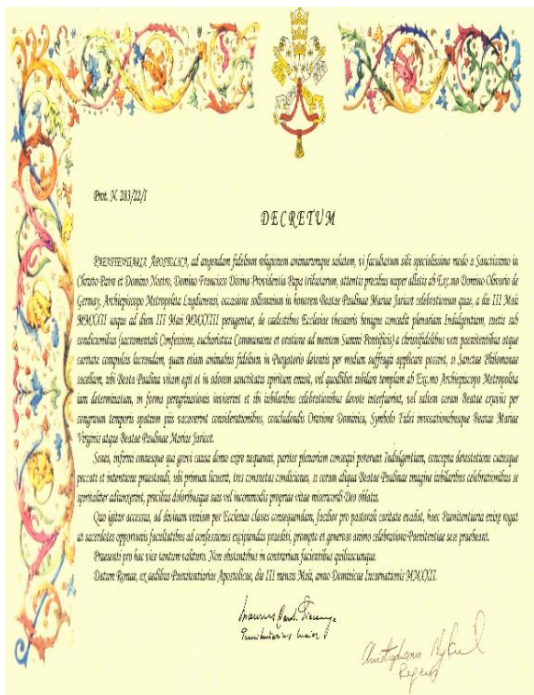 Prot. N. 283/22/I
DECRETUM
PAENITENTIARIA APOSTOLICA, ad augendam fidelium religionem animarumque salutem, vi facultatum sibi specialissimo modo a Sanctissimo in
Christo Patre et Domino Nostro, Domino Francisco Divina Providentia Papa tributarum, attentis precibus nuper allatis ab Exc.mo Domino Oliverio de
Germay, Archiepiscopo Metropolita Lugdunensi, occasione sollemnium in honorem Beatae Paulinae Mariae Jaricot celebrationum quae, a die III Maii
MMXXII usque ad diem III Maii MMXXIII peragentur, de caelestibus Ecclesiae thesauris benigne concedit plenariam Indulgentiam, suetis sub
condicionibus (sacramentali Confessione, eucharistica Communione et oratione ad mentem Summi Pontificis) a christifidelibus vere paenitentibus atque
caritate compulsis lucrandam, quam etiam animabus fidelium in Purgatorio detentis per modum suffragii applicare possent, si Sanctae Philomenae
sacellum, ubi Beata Paulina vitam egit et in odorem sanctitatis spiritum emisit, vel quodlibet subinde templum ab Exc.mo Archiepiscopo Metropolita
iam determinatum, in forma peregrinationis inviserint et ibi iubilaribus celebrationibus devote interfuerint, vel saltem coram Beatae exuviis per
congruum temporis spatium piis vacaverint considerationibus, concludendis Oratione Dominica, Symbolo Fidei invocationibusque Beatae Mariae
Virginis atque Beatae Paulinae Mariae Jaricot.
Senes, infirmi omnesque qui gravi causa domo exire nequeunt, pariter plenariam consequi poterunt Indulgentiam, concepta detestatione cuiusque
peccati et intentione praestandi, ubi primum licuerit, tres consuetas condiciones, si coram aliqua Beatae Paulinae imagine iubilaribus celebrationibus se
spiritaliter adiunxerint, precibus doloribusque suis vel incommodis propriae vitae misericordi Deo oblatis.
Quo igitur accessus, ad divinam veniam per Ecclesiae claves consequendam, facilior pro pastorali caritate evadat, haec Paenitentiaria enixe rogat
ut sacerdotes opportunis facultatibus ad confessiones excipiendas praediti, prompto et generoso animo celebrationi Paenitentiae sese praebeant.
Praesenti pro hac vice tantum valituro. Non obstantibus in contrarium facientibus quibuscumque.
Datum Romae, ex aedibus Paenitentiariae Apostolicae, die III mensis Maii, anno Dominicae Incarnationis MMXXII.
Maurus Card. Piacenza
Paenitentiarius Maior
Christophorus Nykiel
Regens